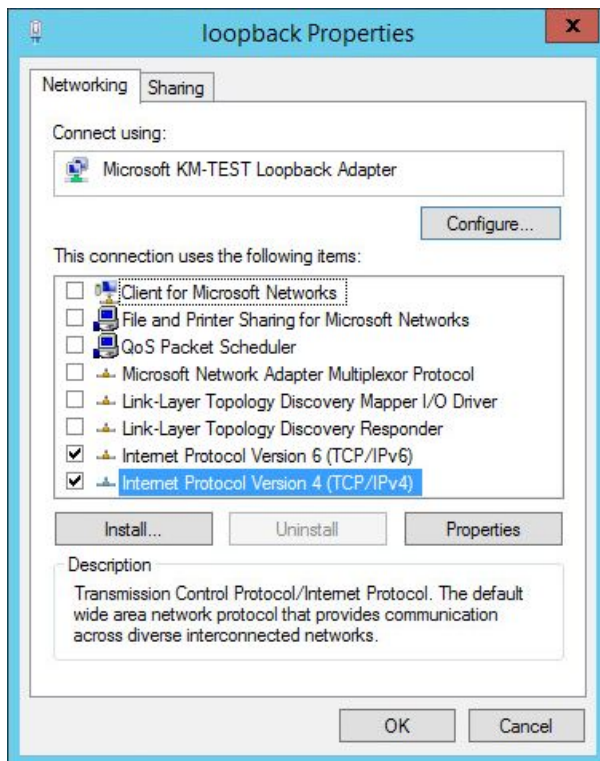 loopback Properties
x
Networking
Sharing
Connect using:
Microsoft KM-TEST Loopback Adapter
Configure...
This connection uses the following items:
Client for Microsoft Networks
File and Printer Sharing for Microsoft Networks
QoS Packet Scheduler
Microsoft Network Adapter Multiplexor Protocol
Link-Layer Topology Discovery Mapper I/O Driver
Link-Layer Topology Discovery Responder
Internet Protocol Version 6 (TCP/IPv6)
Internet Protocol Version 4 (TCP/IPv4)
Install...
Uninstall
Properties
Description
Transmission Control Protocol/Internet Protocol. The default
wide area network protocol that provides communication
across diverse interconnected networks.
OK
Cancel